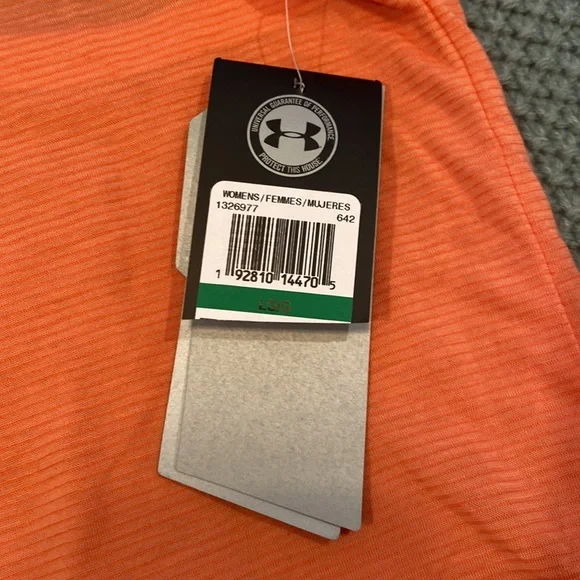 UNIVERSAL GUARANTEE OF PERFORMANCE
PROTECT THIS HOUSE
WOMENS/FEMMES/MUJERES
1326977 642
1 92810 14470 5